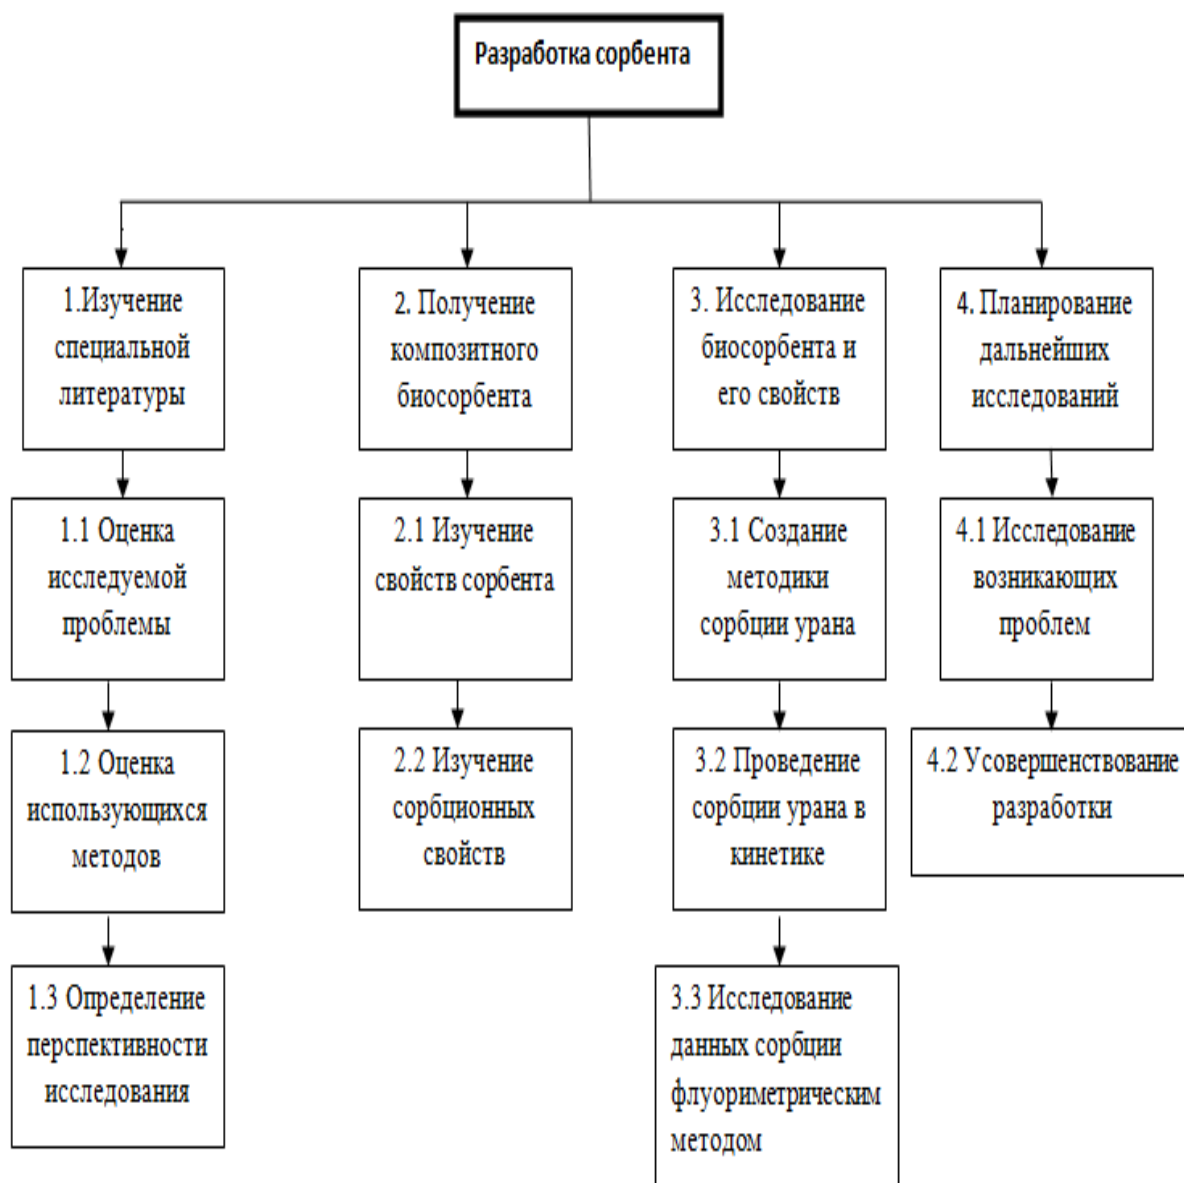 Разработка сорбента
1.Изучение
специальной
литературы
2. Получение
композитного
биосорбента
3. Исследование
биосорбента и
его свойств
4. Планирование
дальнейших
исследований
1.1 Оценка
исследуемой
проблемы
2.1 Изучение
свойств сорбента
3.1 Создание
методики
сорбции урана
4.1 Исследование
возникающих
проблем
1.2 Оценка
использующихся
методов
2.2 Изучение
сорбционных
свойств
3.2 Проведение
сорбции урана в
кинетике
4.2 Усовершенствование
разработки
1.3 Определение
перспективности
исследования
3.3 Исследование
данных сорбции
флуориметрическим
методом